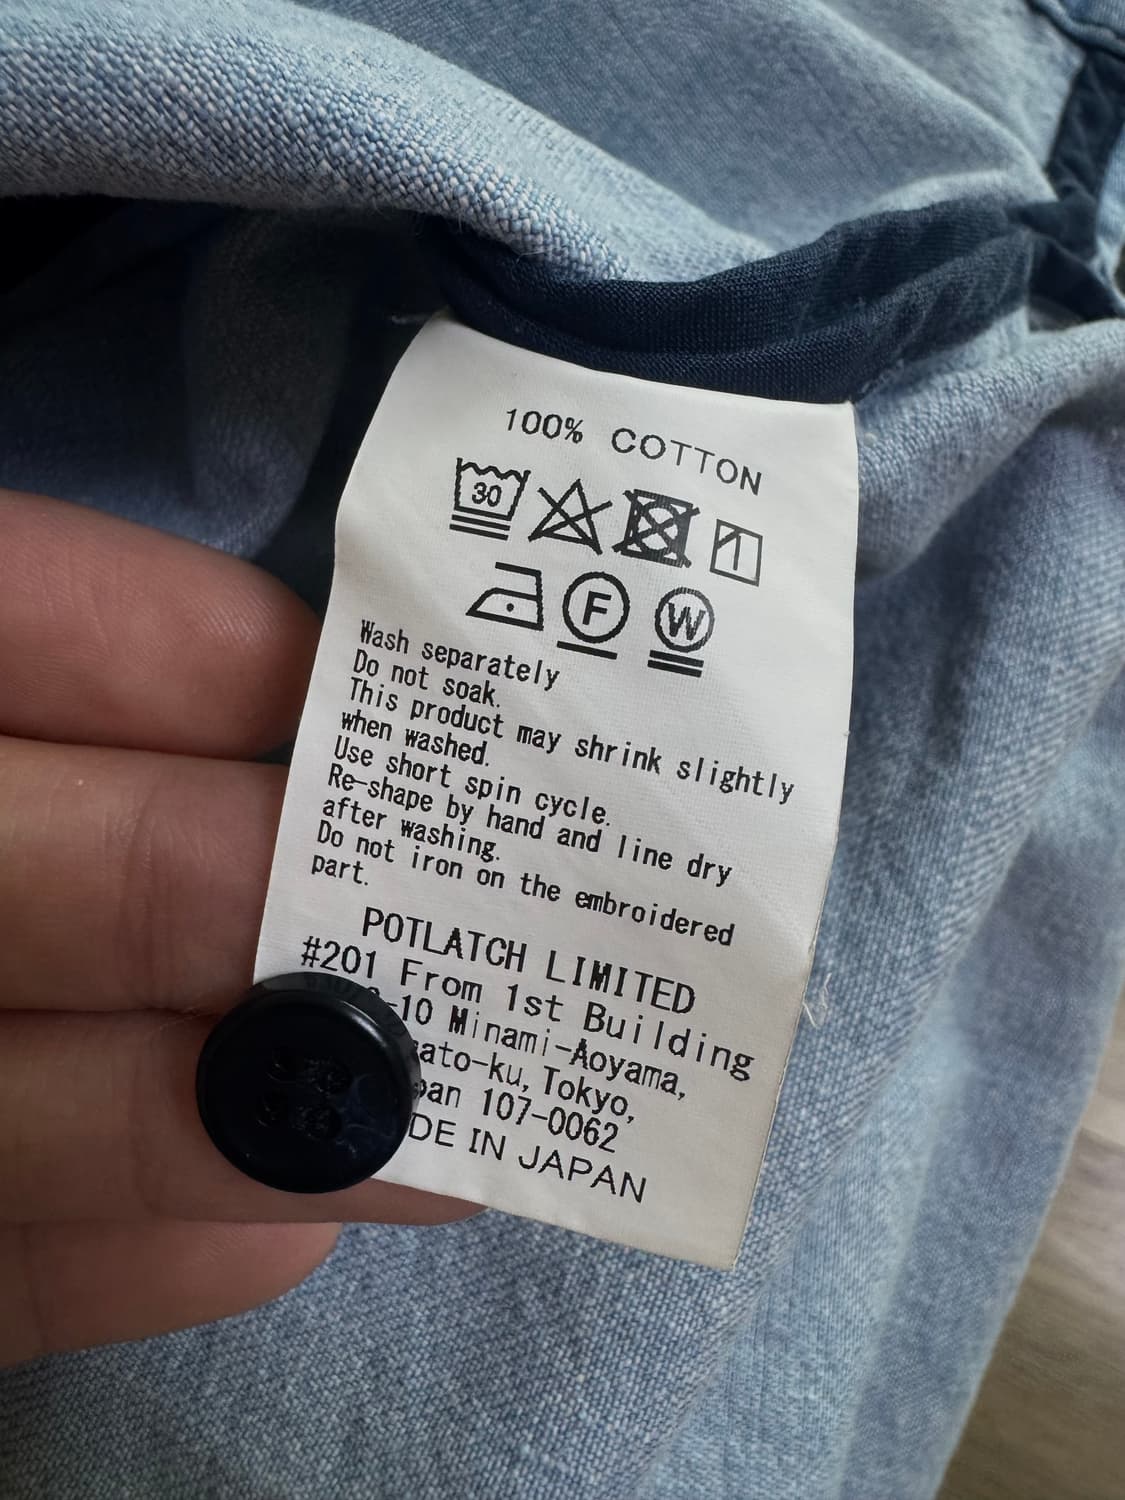 100% COTTON
30
F W
Wash separately
Do not soak.
This product may shrink slightly
when washed.
Use short spin cycle.
Re-shape by hand and line dry
after washing.
Do not iron on the embroidered
part.
POTLATCH LIMITED
#201 From 1st Building
-10 Minami-Aoyama,
ato-ku, Tokyo,
pan 107-0062
DE IN JAPAN